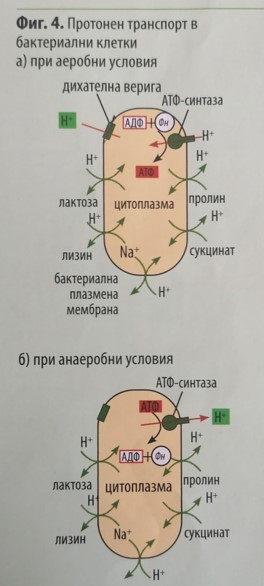 Фиг. 4. Протонен транспорт в
бактериални клетки
а) при аеробни условия
дихателна верига
АТФ-синтаза
H⁺
АДФ + Фн
H⁺
АТФ
H⁺
H⁺
лактоза
цитоплазма
пролин
H⁺
H⁺
лизин
Na⁺
сукцинат
бактериална
плазмена
мембрана
H⁺
б) при анаеробни условия
АТФ-синтаза
АТФ
H⁺
H⁺
H⁺
АДФ + Фн
лактоза
цитоплазма
пролин
H⁺
H⁺
лизин
Na⁺
сукцинат
H⁺